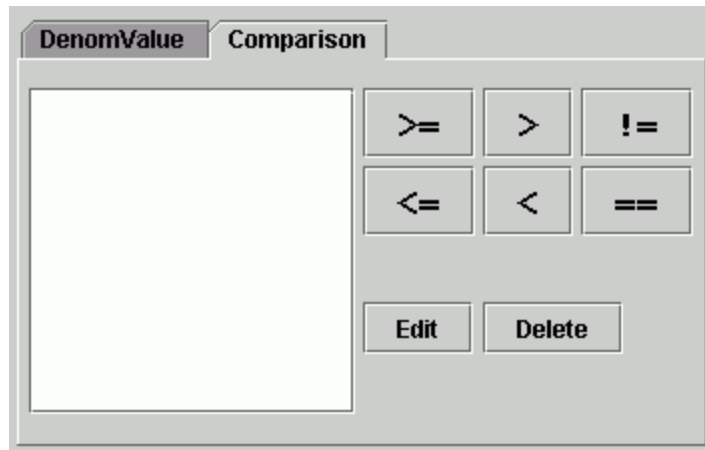 DenomValue Comparison
>= > !=
<= < ==
Edit Delete